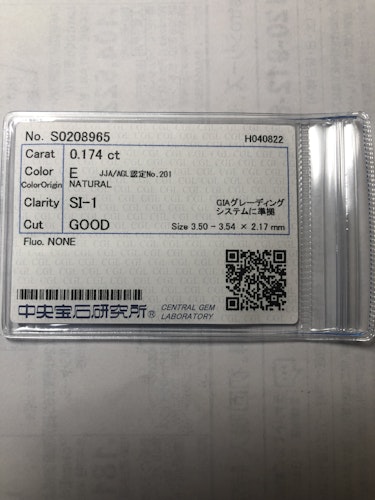 No. S0208965 H040822
Carat 0.174 ct
Color E JJA/AGL認定No.201
ColorOrigin NATURAL
Clarity SI-1 GIAグレーディング
システムに準拠
Cut GOOD Size 3.50 - 3.54 × 2.17 mm
Fluo. NONE
中央宝石研究所® CENTRAL GEM
LABORATORY